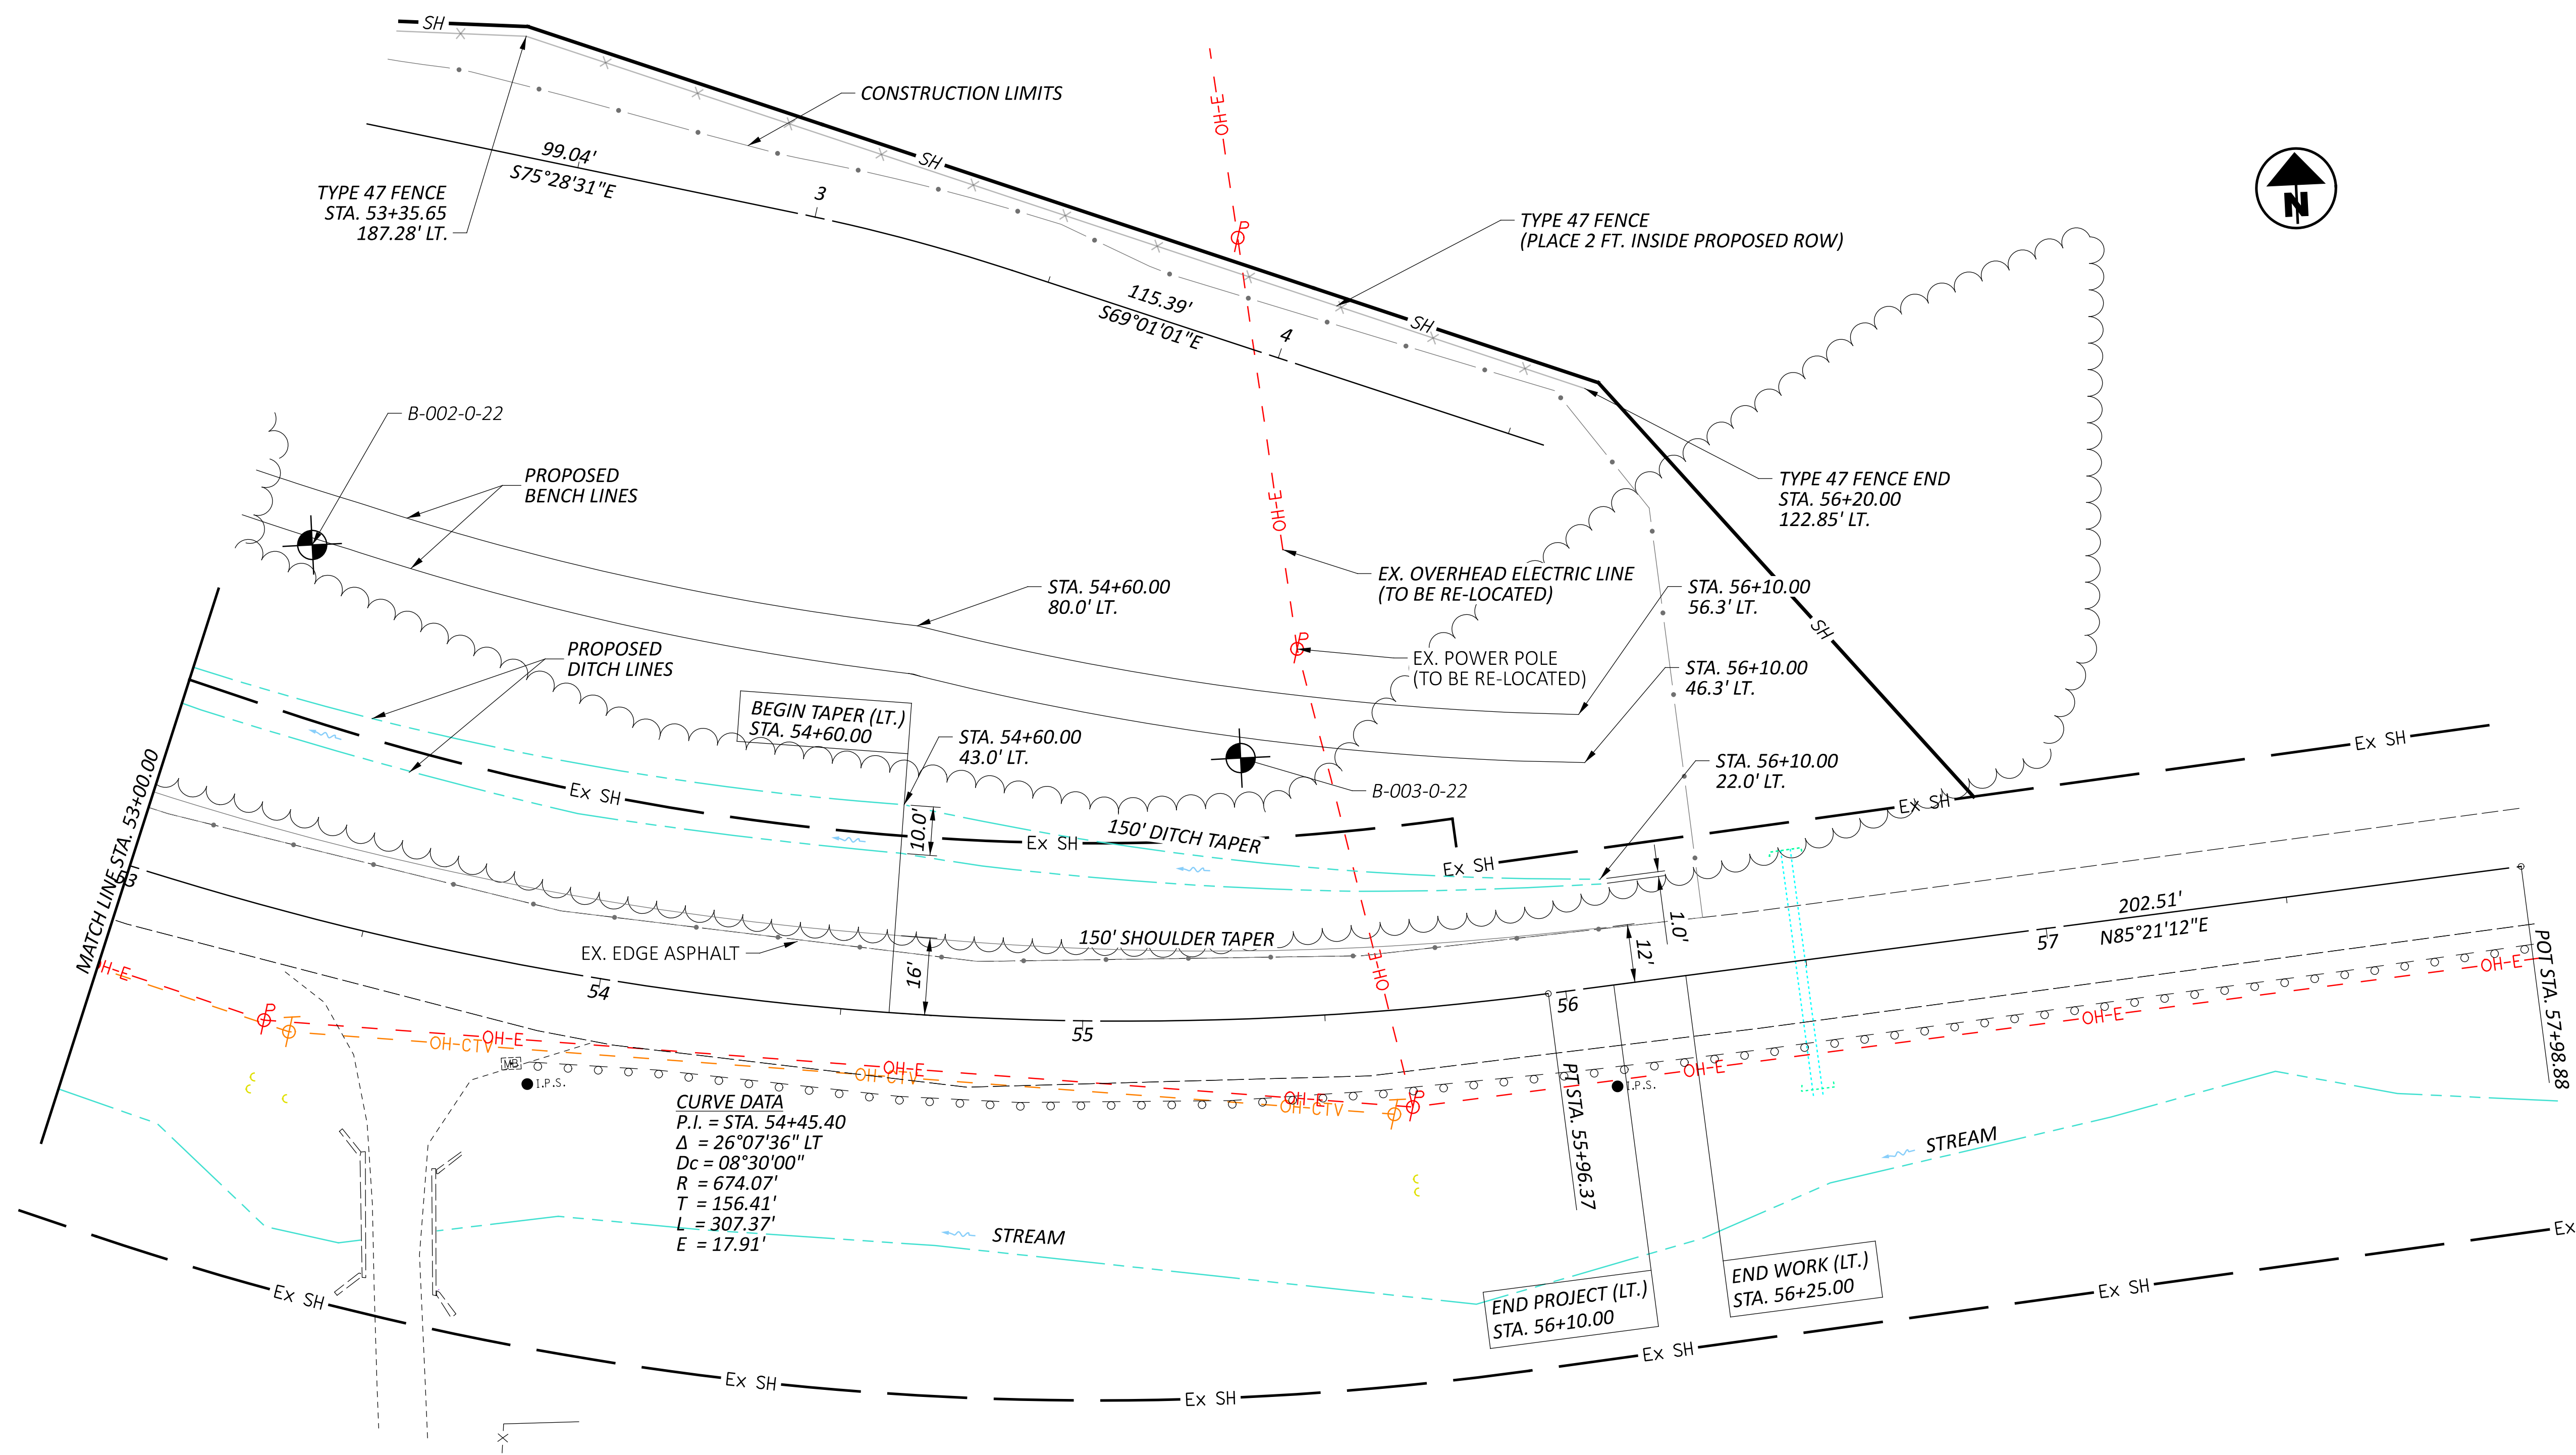 SH
CONSTRUCTION LIMITS
OH-E
99.04'
S75°28'31"E
SH
TYPE 47 FENCE
STA. 53+35.65
187.28' LT.
3
P
TYPE 47 FENCE
(PLACE 2 FT. INSIDE PROPOSED ROW)
N
115.39'
S69°01'01"E
4
SH
B-002-0-22
PROPOSED
BENCH LINES
TYPE 47 FENCE END
STA. 56+20.00
122.85' LT.
OH-E
STA. 54+60.00
80.0' LT.
EX. OVERHEAD ELECTRIC LINE
(TO BE RE-LOCATED)
STA. 56+10.00
56.3' LT.
SH
PROPOSED
DITCH LINES
P
EX. POWER POLE
(TO BE RE-LOCATED)
STA. 56+10.00
46.3' LT.
BEGIN TAPER (LT.)
STA. 54+60.00
STA. 54+60.00
43.0' LT.
STA. 56+10.00
22.0' LT.
Ex SH
MATCH LINE STA. 53+00.00
Ex SH
B-003-0-22
Ex SH
10.0'
150' DITCH TAPER
Ex SH
Ex SH
53
1.0'
202.51'
N85°21'12"E
57
150' SHOULDER TAPER
EX. EDGE ASPHALT
16'
12'
OH-E
OH-E
OH-E
POT STA. 57+98.88
54
55
56
P
T
OH-E
OH-CTV
OH-E
OH-CTV
OH-E
OH-CTV
P
T
OH-E
OH-E
MB
I.P.S.
I.P.S.
PT STA. 55+96.37
CURVE DATA
P.I. = STA. 54+45.40
Δ = 26°07'36" LT
Dc = 08°30'00"
R = 674.07'
T = 156.41'
L = 307.37'
E = 17.91'
STREAM
STREAM
END PROJECT (LT.)
STA. 56+10.00
END WORK (LT.)
STA. 56+25.00
Ex SH
Ex SH
Ex SH
Ex SH
Ex SH
Ex